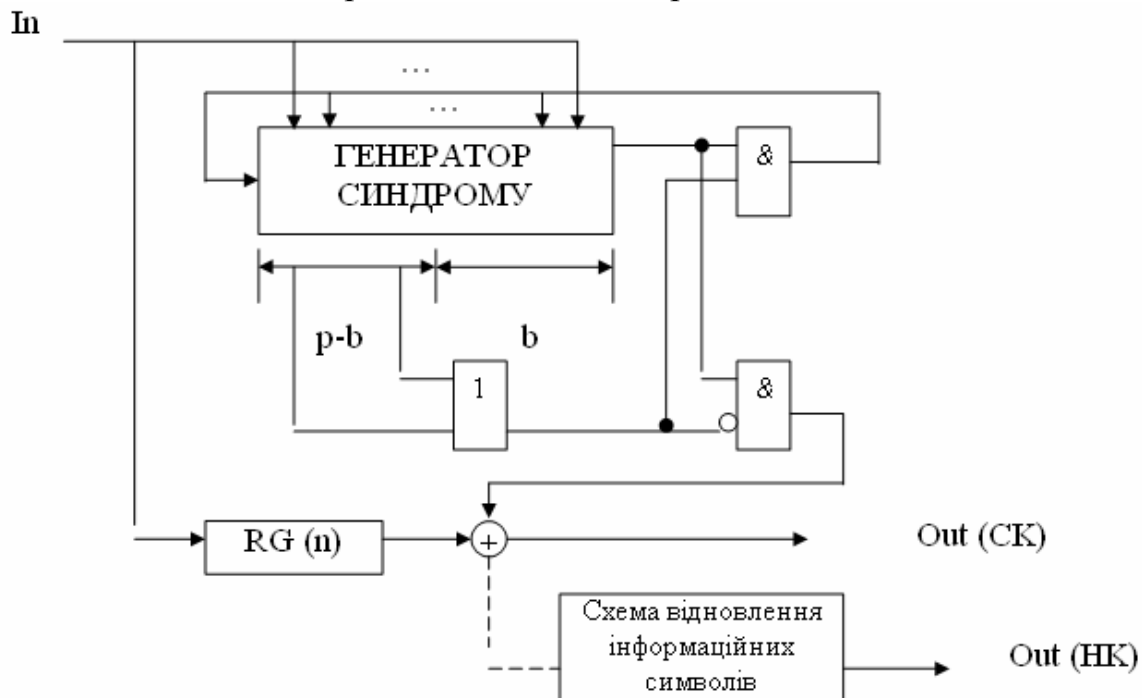 In
...
...
ГЕНЕРАТОР
СИНДРОМУ
&
p-b
b
1
&
RG (n)
+
Out (СК)
Схема відновлення
інформаційних
символів
Out (НК)